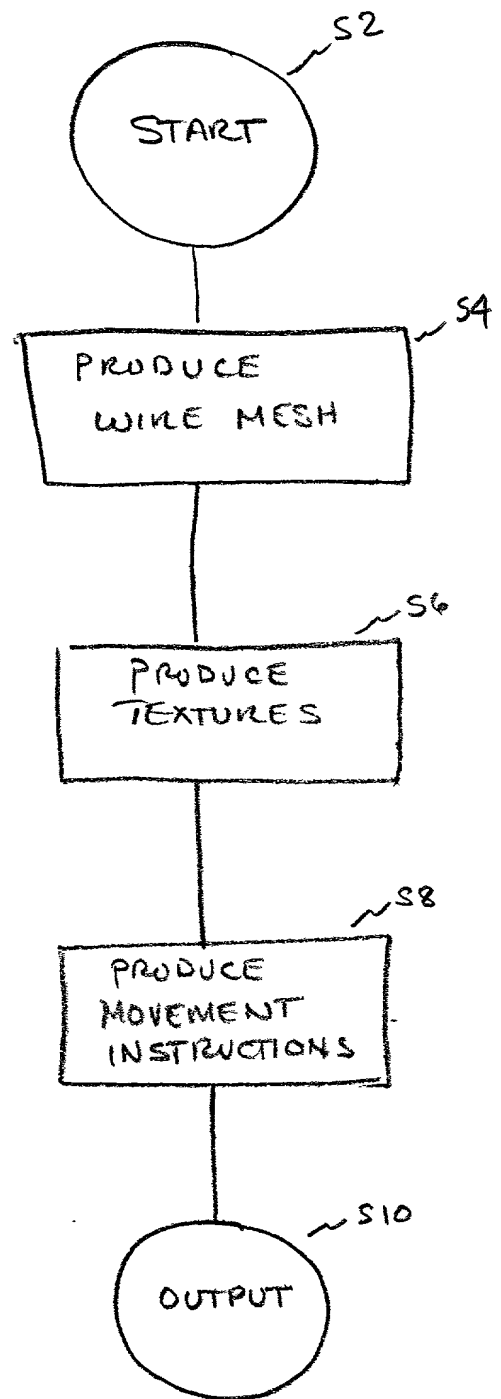 S2
START
S4
PRODUCE
WIRE MESH
S6
PRODUCE
TEXTURES
S8
PRODUCE
MOVEMENT
INSTRUCTIONS
S10
OUTPUT